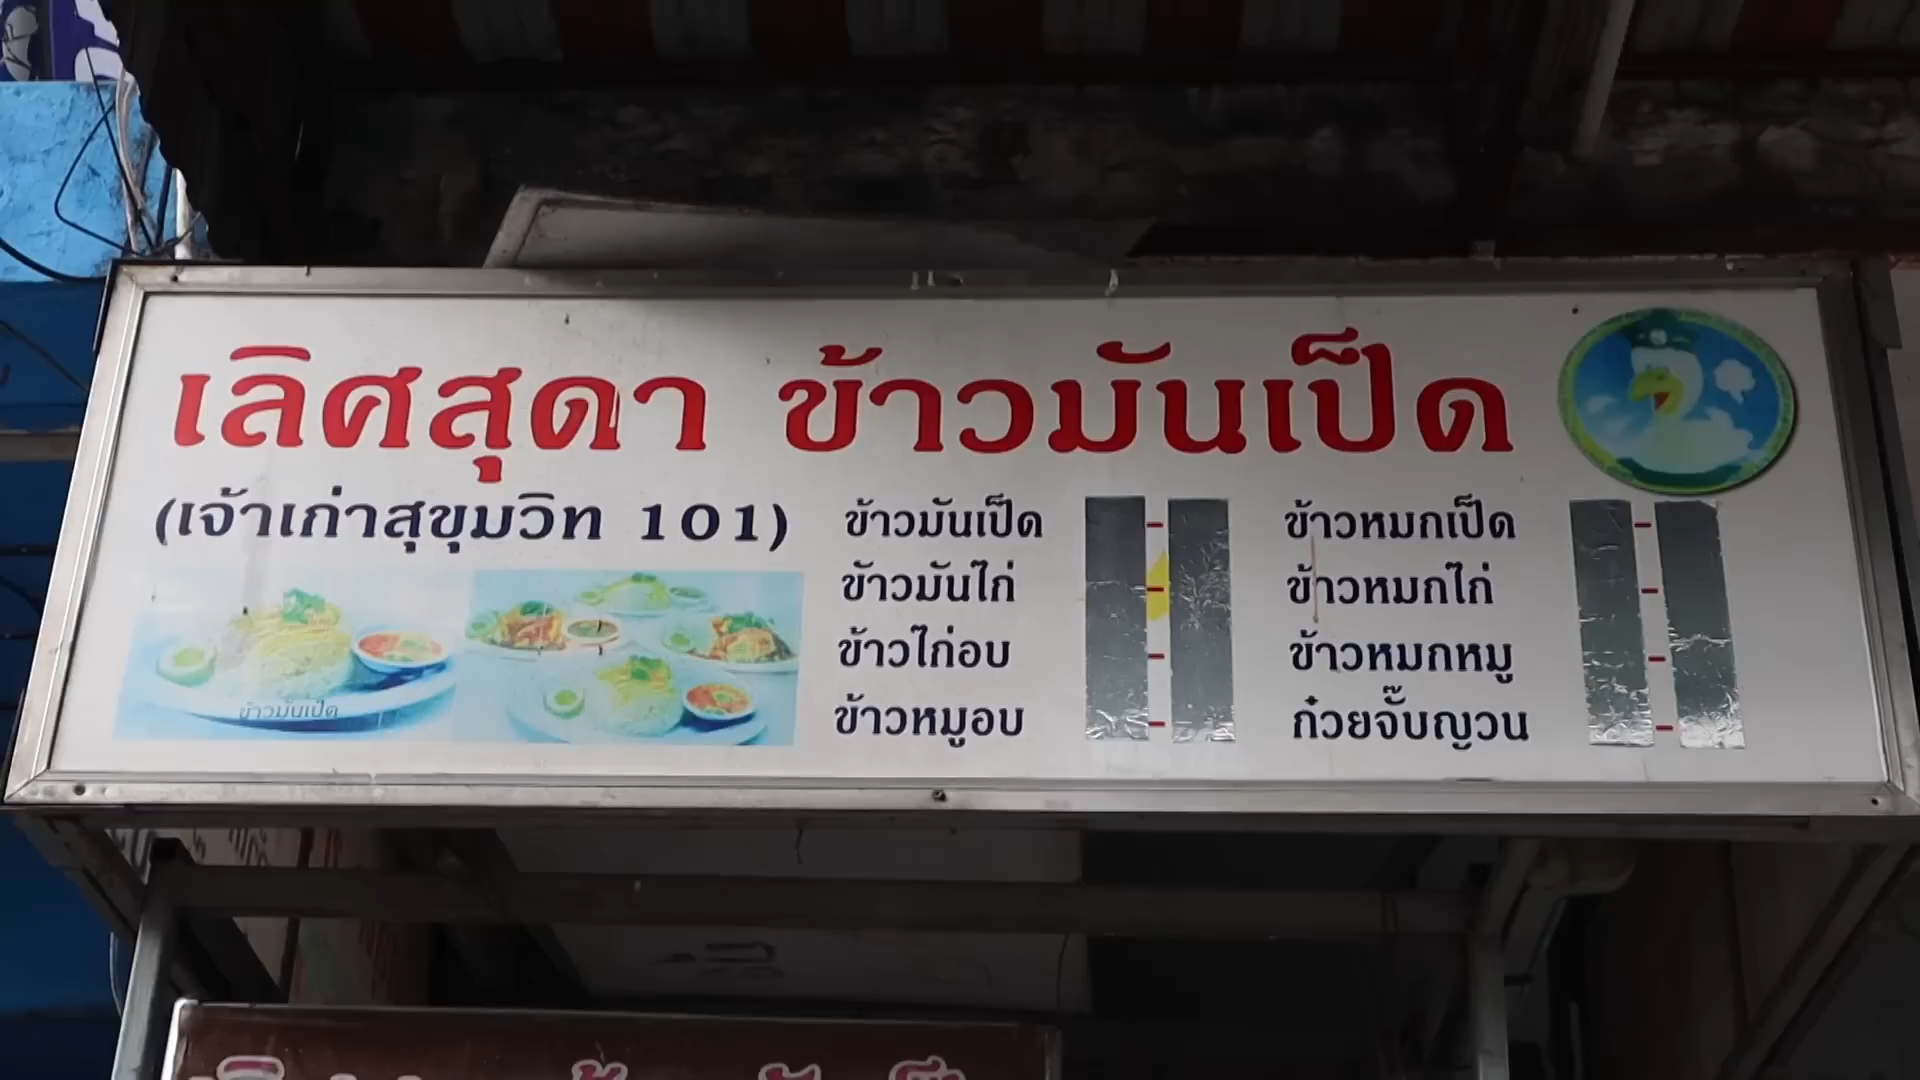 เลิศสุดา ข้าวมันเป็ด
(เจ้าเก่าสุขุมวิท 101)
ข้าวมันเป็ด - ข้าวหมกเป็ด -
ข้าวมันไก่ - ข้าวหมกไก่ -
ข้าวไก่อบ - ข้าวหมกหมู -
ข้าวหมูอบ - ก๋วยจั๊บญวน -
ข้าวมันเป็ด